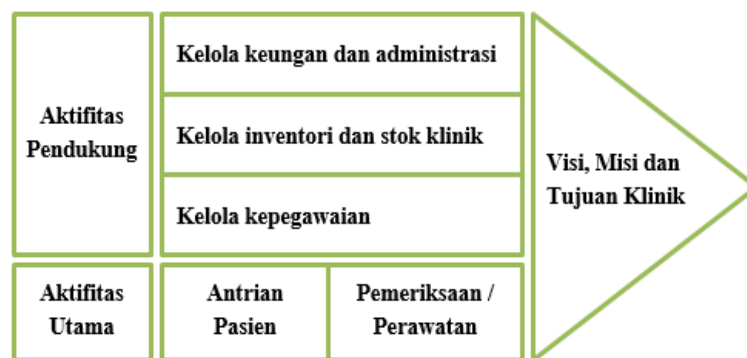 Aktifitas
Pendukung
Kelola keungan dan administrasi
Kelola inventori dan stok klinik
Kelola kepegawaian
Visi, Misi dan
Tujuan Klinik
Aktifitas
Utama
Antrian
Pasien
Pemeriksaan /
Perawatan